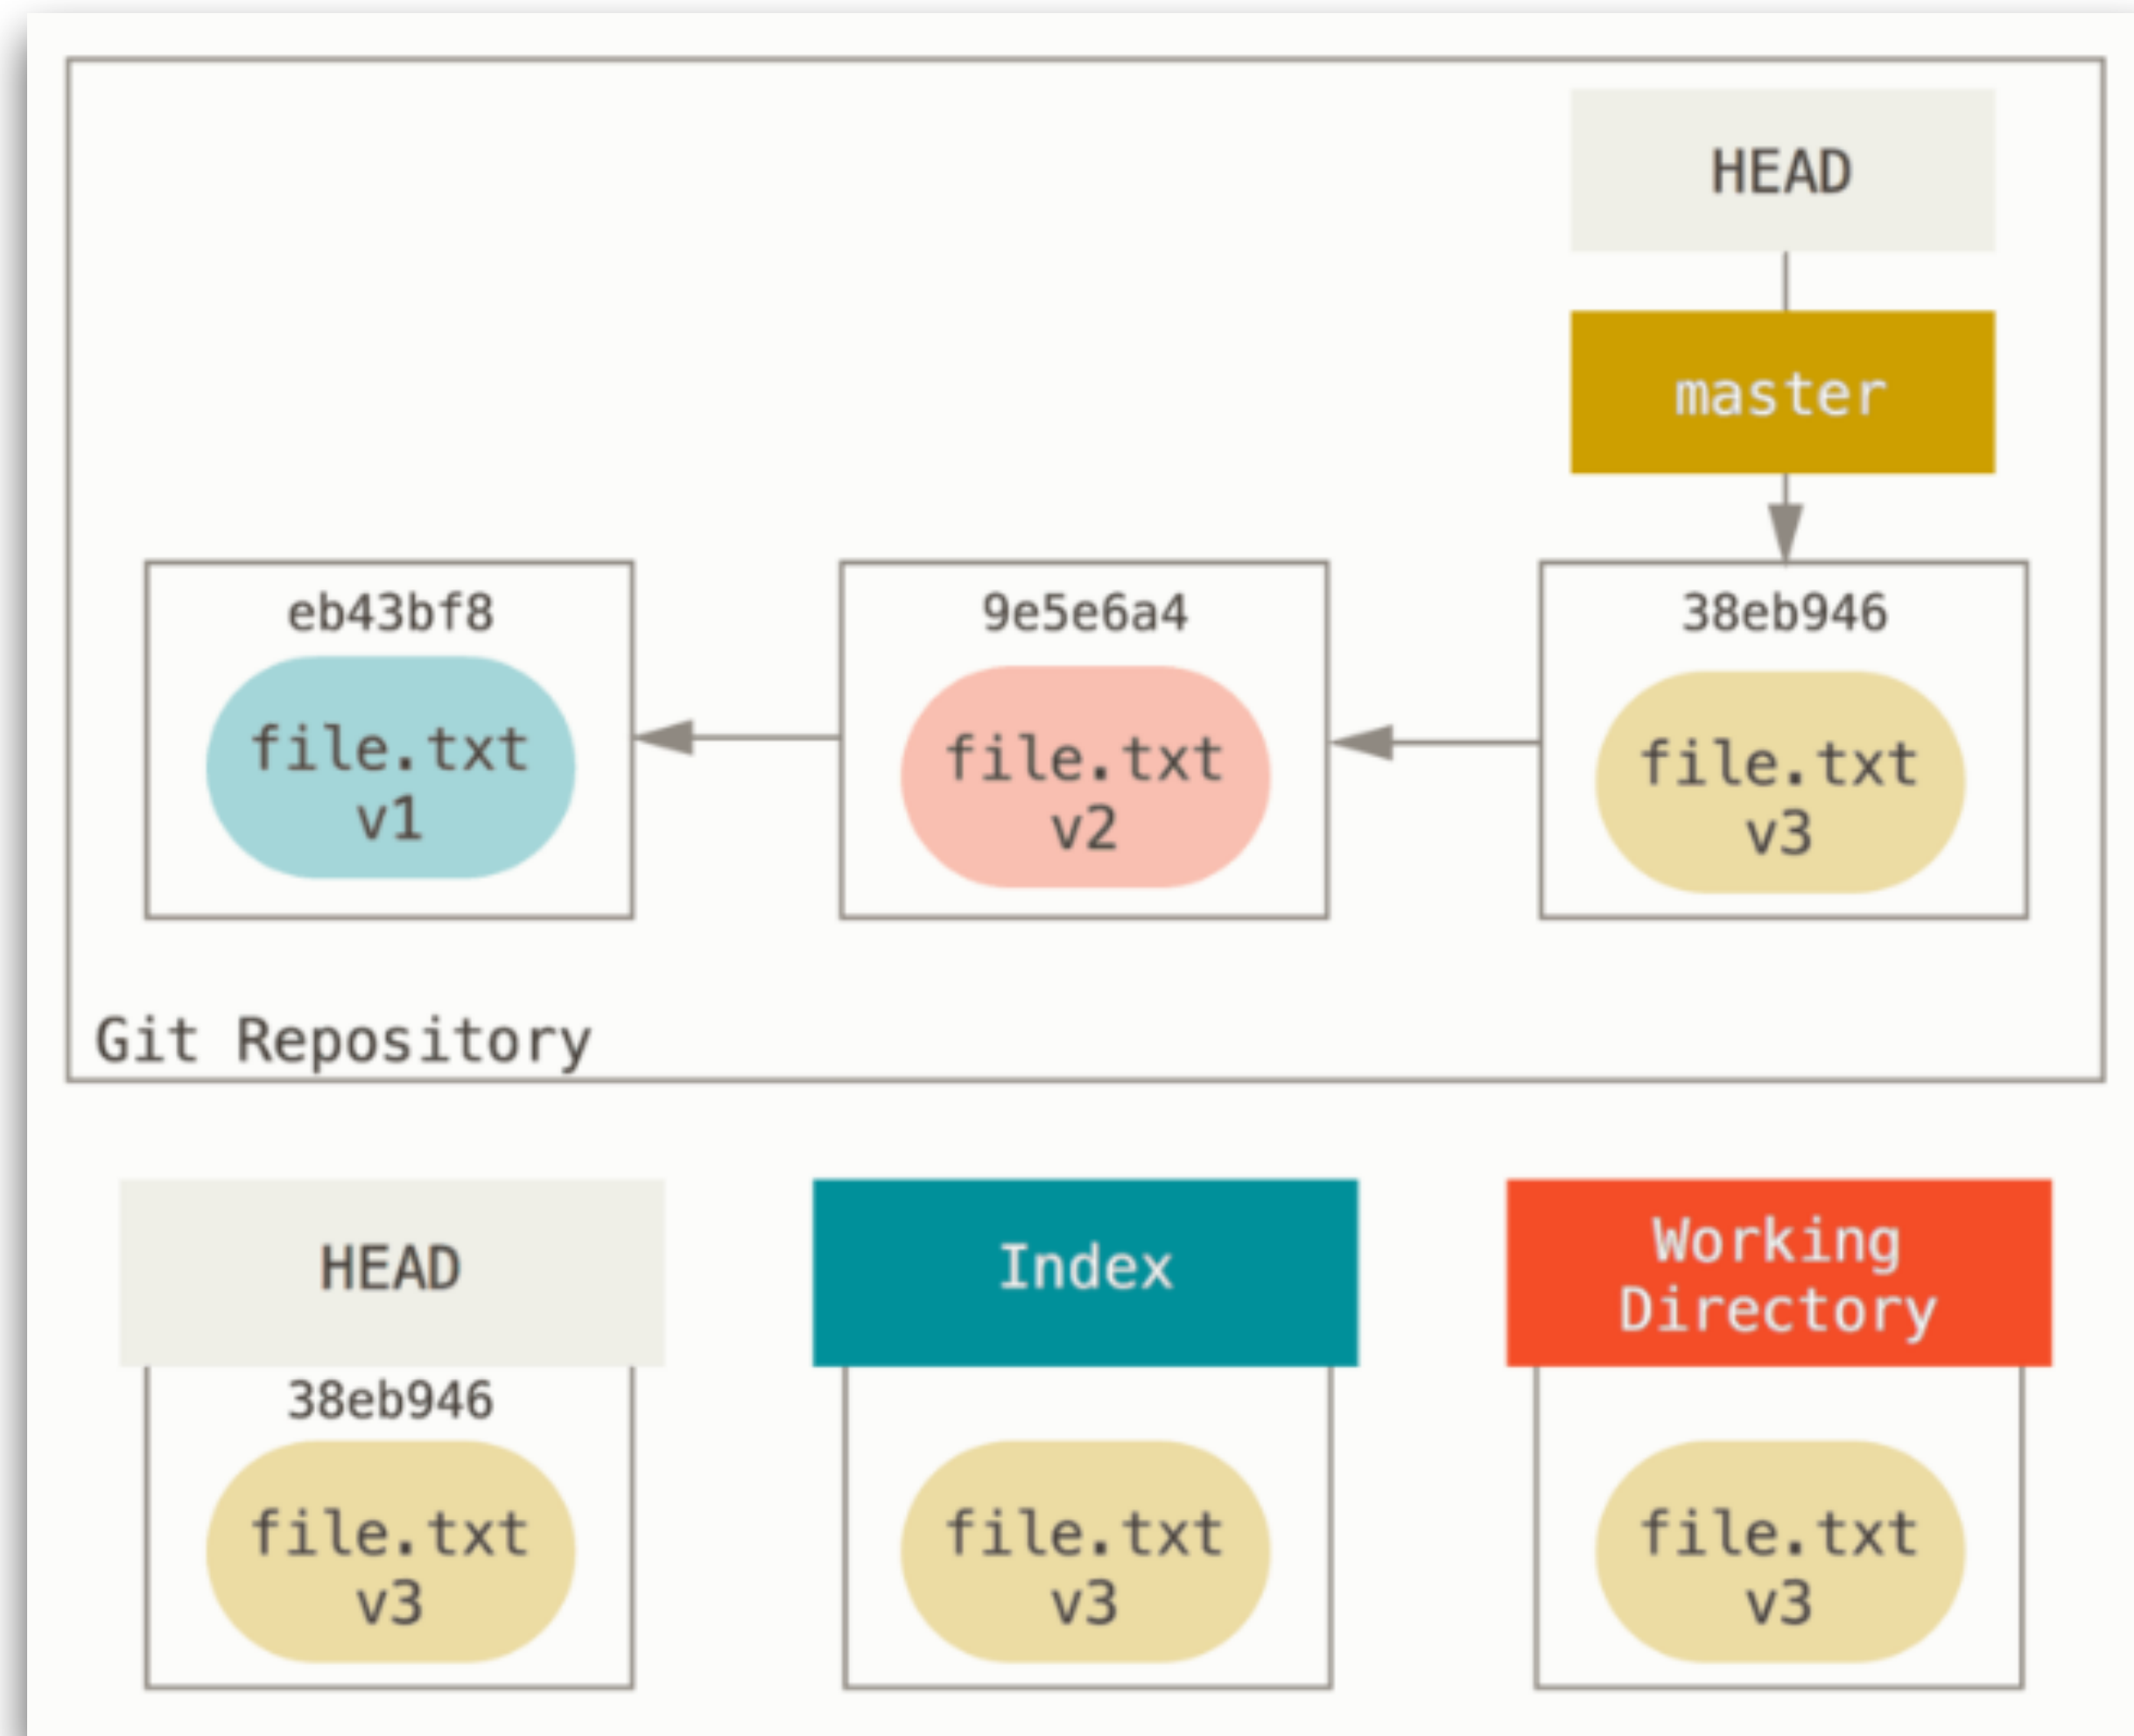 HEAD
master
eb43bf8
9e5e6a4
38eb946
file.txt
v1
file.txt
v2
file.txt
v3
Git Repository
HEAD
Index
Working
Directory
38eb946
file.txt
v3
file.txt
v3
file.txt
v3